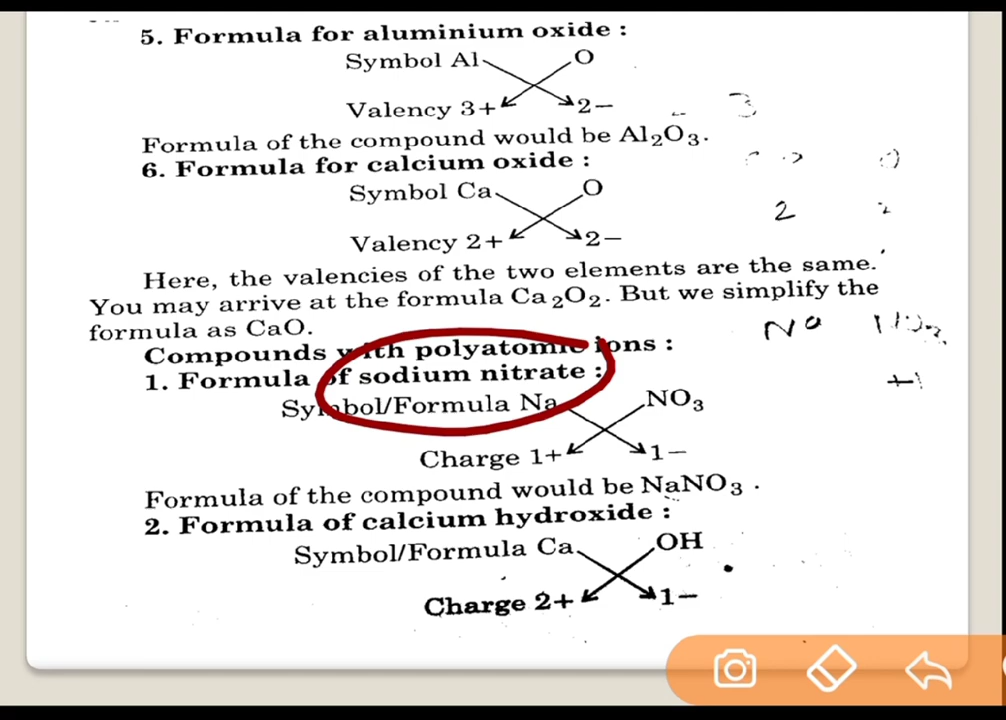 5. Formula for aluminium oxide :
Symbol Al O
Valency 3+ 2−
3
Formula of the compound would be Al₂O₃.
6. Formula for calcium oxide :
Symbol Ca O
2
Valency 2+ 2−
Here, the valencies of the two elements are the same.
You may arrive at the formula Ca₂O₂. But we simplify the
formula as CaO.
Na
Compounds with polyatomic ions :
1. Formula of sodium nitrate :
+1
Symbol/Formula Na NO₃
Charge 1+ 1−
Formula of the compound would be NaNO₃ .
2. Formula of calcium hydroxide :
Symbol/Formula Ca OH
Charge 2+ 1−